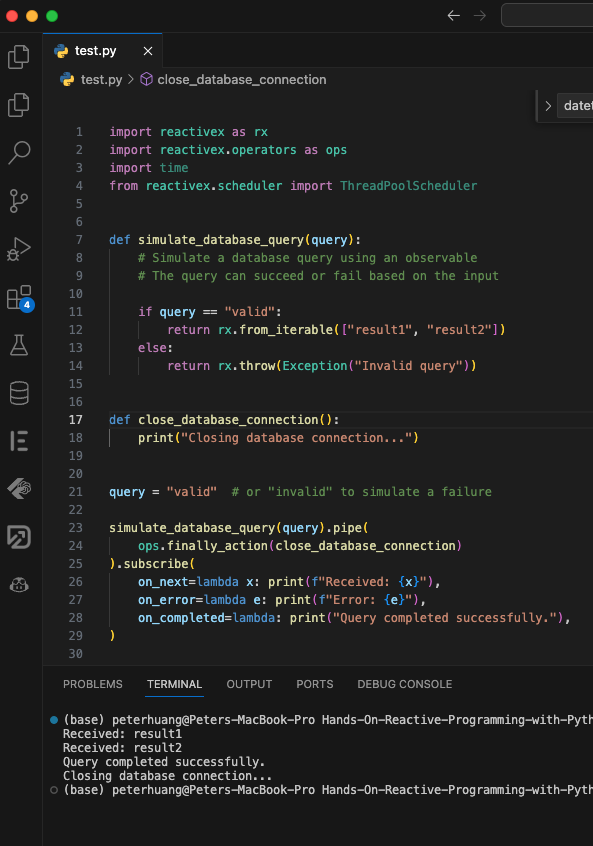 test.py
test.py > close_database_connection
datet
1 import reactivex as rx
2 import reactivex.operators as ops
3 import time
4 from reactivex.scheduler import ThreadPoolScheduler
5
6
7 def simulate_database_query(query):
8     # Simulate a database query using an observable
9     # The query can succeed or fail based on the input
10
11     if query == "valid":
12         return rx.from_iterable(["result1", "result2"])
13     else:
14         return rx.throw(Exception("Invalid query"))
15
16
17 def close_database_connection():
18     print("Closing database connection...")
19
20
21 query = "valid"  # or "invalid" to simulate a failure
22
23 simulate_database_query(query).pipe(
24     ops.finally_action(close_database_connection)
25 ).subscribe(
26     on_next=lambda x: print(f"Received: {x}"),
27     on_error=lambda e: print(f"Error: {e}"),
28     on_completed=lambda: print("Query completed successfully."),
29 )
30
4
PROBLEMS TERMINAL OUTPUT PORTS DEBUG CONSOLE
(base) peterhuang@Peters-MacBook-Pro Hands-On-Reactive-Programming-with-Pyth
Received: result1
Received: result2
Query completed successfully.
Closing database connection...
(base) peterhuang@Peters-MacBook-Pro Hands-On-Reactive-Programming-with-Pyth